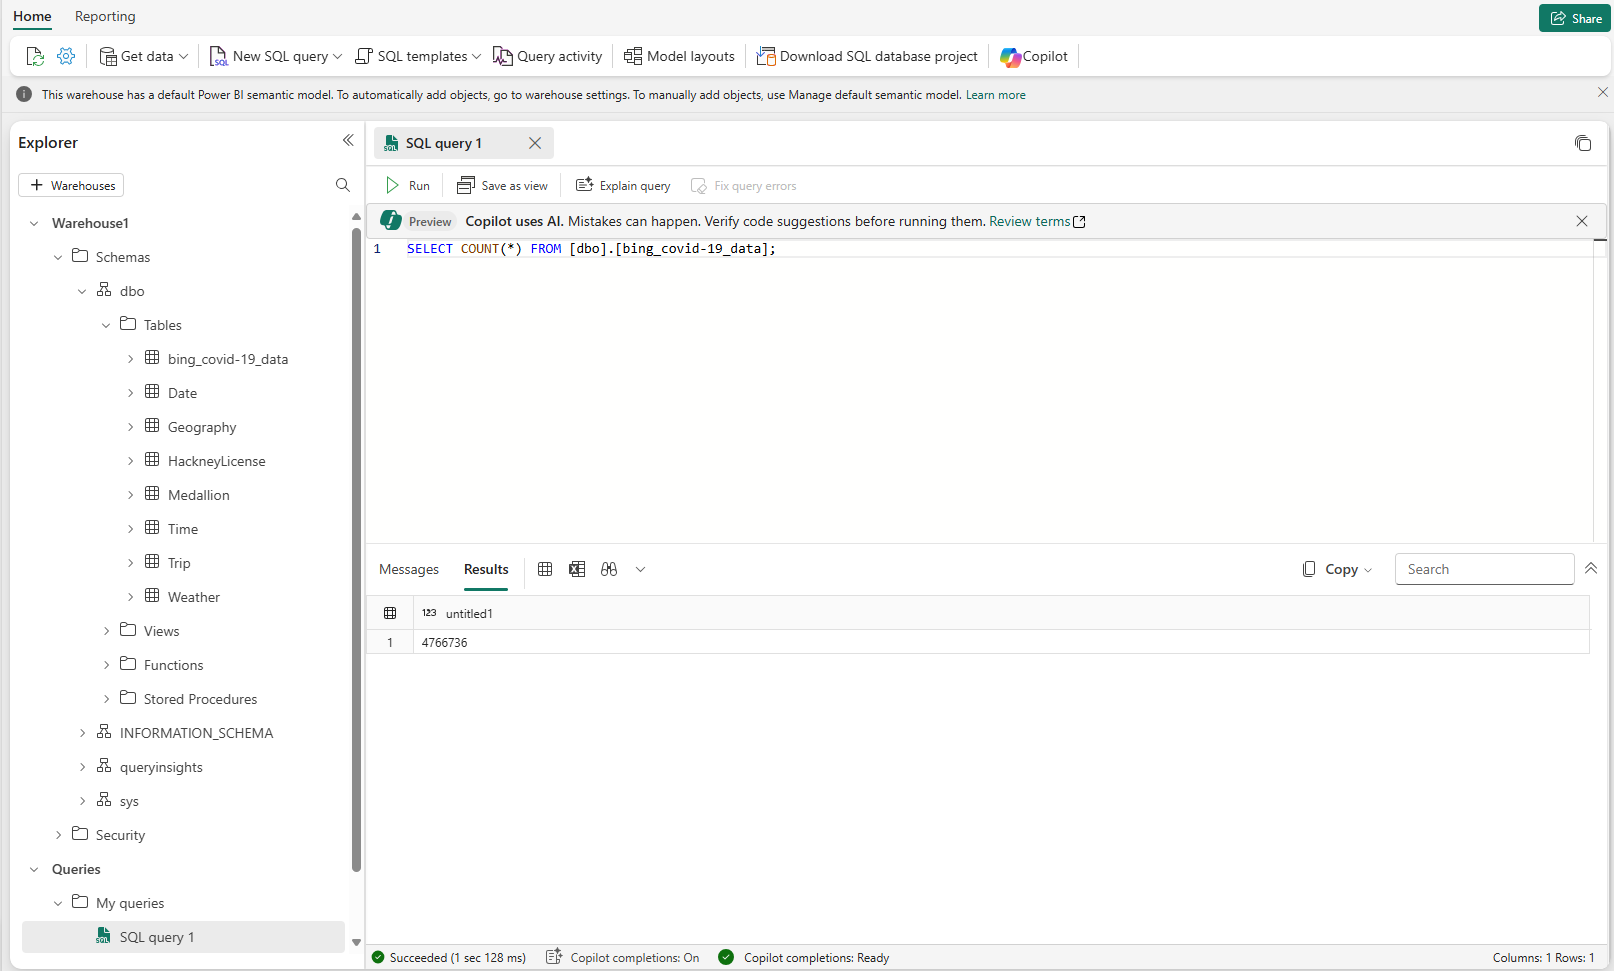 Home Reporting Share
Get data New SQL query SQL templates Query activity Model layouts Download SQL database project Copilot
This warehouse has a default Power BI semantic model. To automatically add objects, go to warehouse settings. To manually add objects, use Manage default semantic model. Learn more
Explorer
+ Warehouses
Warehouse1
Schemas
dbo
Tables
bing_covid-19_data
Date
Geography
HackneyLicense
Medallion
Time
Trip
Weather
Views
Functions
Stored Procedures
INFORMATION_SCHEMA
queryinsights
sys
Security
Queries
My queries
SQL query 1
SQL query 1
Run Save as view Explain query Fix query errors
Preview Copilot uses AI. Mistakes can happen. Verify code suggestions before running them. Review terms
1 SELECT COUNT(*) FROM [dbo].[bing_covid-19_data];
Messages Results Copy Search
123 untitled1
1 4766736
Succeeded (1 sec 128 ms) Copilot completions: On Copilot completions: Ready Columns: 1 Rows: 1